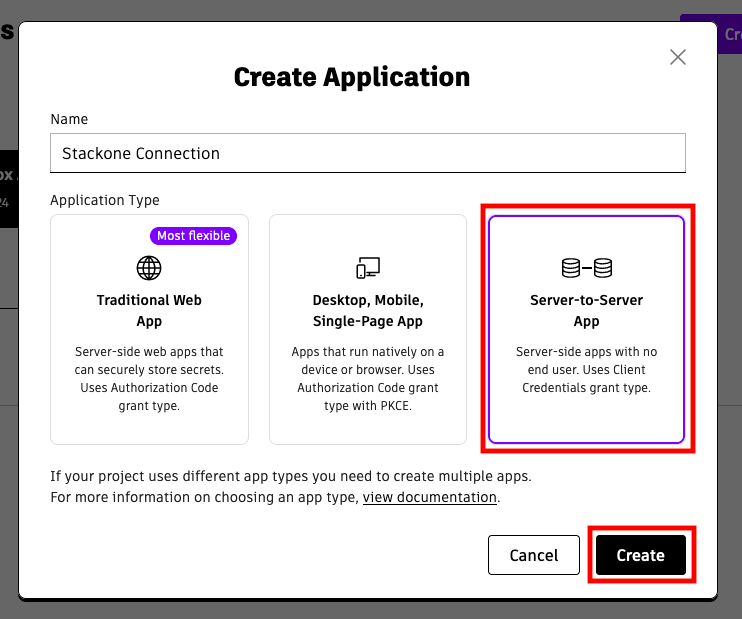 s
Cr
Create Application
Name
Stackone Connection
ox
24
Application Type
Most flexible
Traditional Web
App
Server-side web apps that
can securely store secrets.
Uses Authorization Code
grant type.
Desktop, Mobile,
Single-Page App
Apps that run natively on a
device or browser. Uses
Authorization Code grant
type with PKCE.
Server-to-Server
App
Server-side apps with no
end user. Uses Client
Credentials grant type.
If your project uses different app types you need to create multiple apps.
For more information on choosing an app type, view documentation.
Cancel
Create